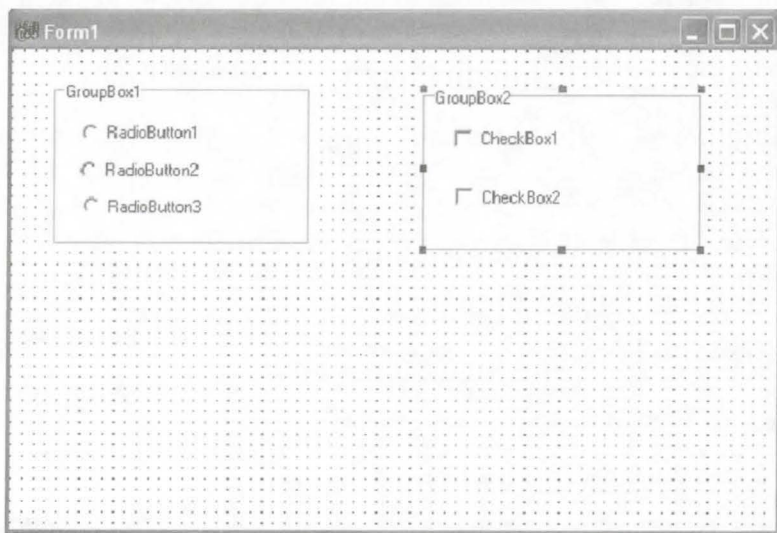 Form1
GroupBox1
RadioButton1
RadioButton2
RadioButton3
GroupBox2
CheckBox1
CheckBox2